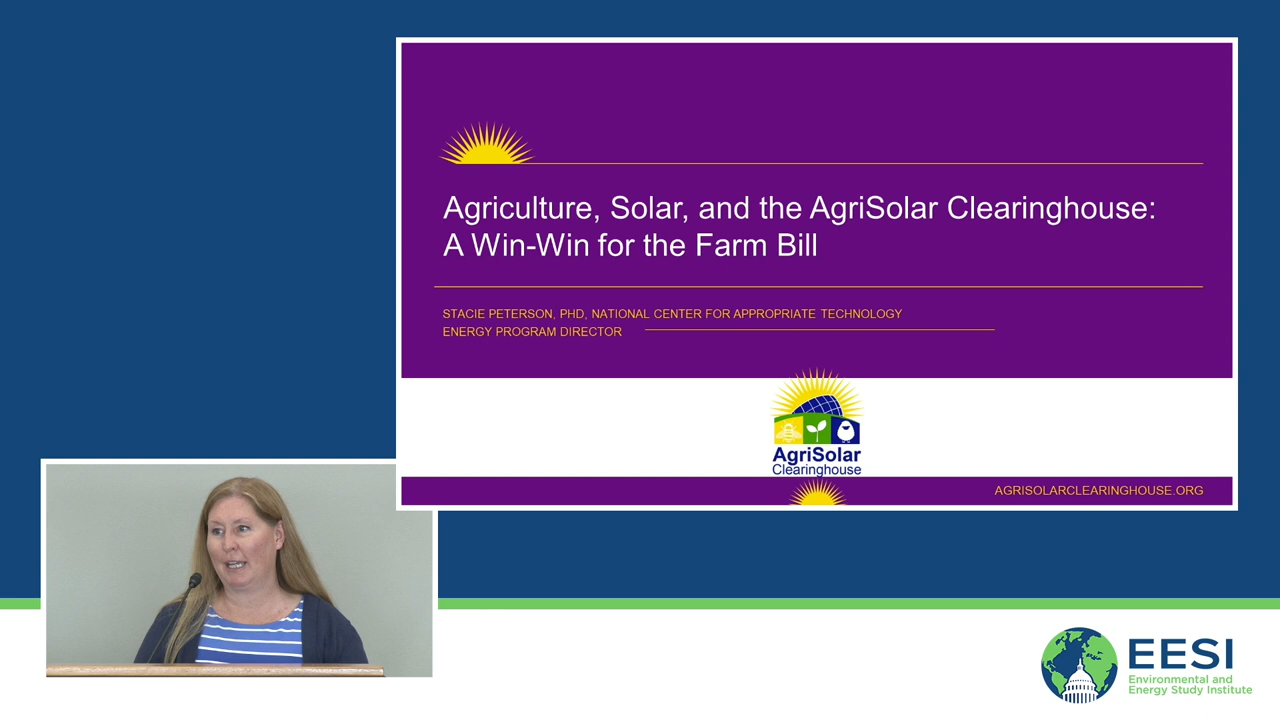 Agriculture, Solar, and the AgriSolar Clearinghouse:
A Win-Win for the Farm Bill
STACIE PETERSON, PHD, NATIONAL CENTER FOR APPROPRIATE TECHNOLOGY
ENERGY PROGRAM DIRECTOR
AgriSolar
Clearinghouse
AGRISOLARCLEARINGHOUSE.ORG
EESI
Environmental and
Energy Study Institute